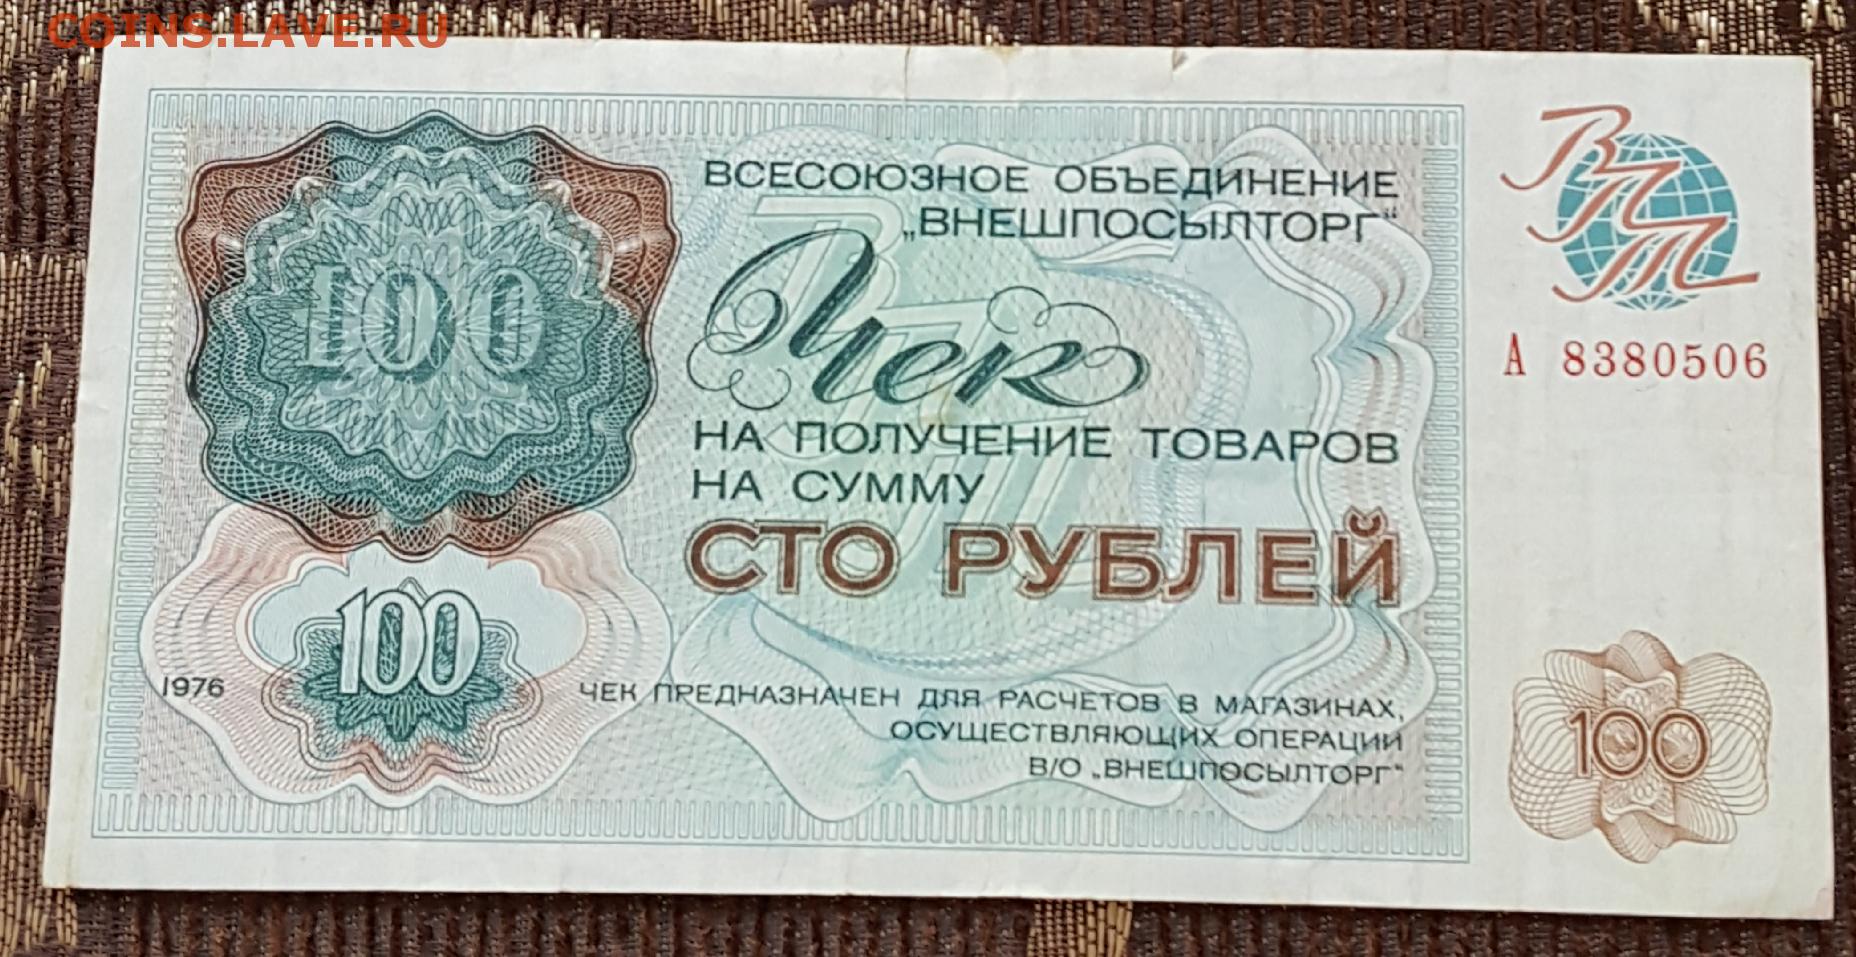 COINS.LAVE.RU
100
ВСЕСОЮЗНОЕ ОБЪЕДИНЕНИЕ
„ВНЕШПОСЫЛТОРГ“
Чек
НА ПОЛУЧЕНИЕ ТОВАРОВ
НА СУММУ
СТО РУБЛЕЙ
ВПТ
А 8380506
100
1976
ЧЕК ПРЕДНАЗНАЧЕН ДЛЯ РАСЧЕТОВ В МАГАЗИНАХ,
ОСУЩЕСТВЛЯЮЩИХ ОПЕРАЦИИ
В/О „ВНЕШПОСЫЛТОРГ“
100